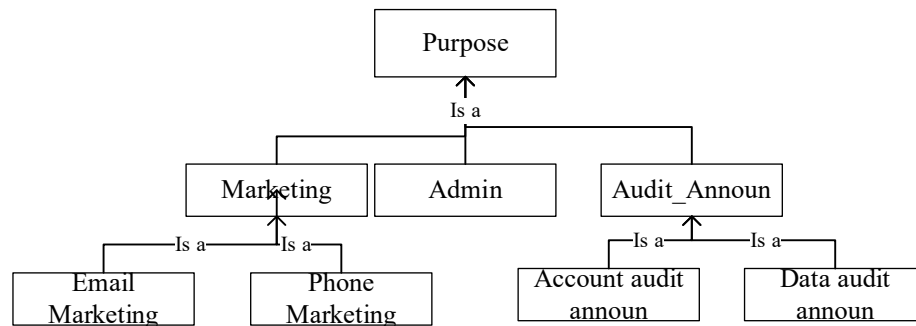 Purpose
Is a
Marketing
Admin
Audit_Announ
Is a
Is a
Is a
Is a
Email
Marketing
Phone
Marketing
Account audit
announ
Data audit
announ